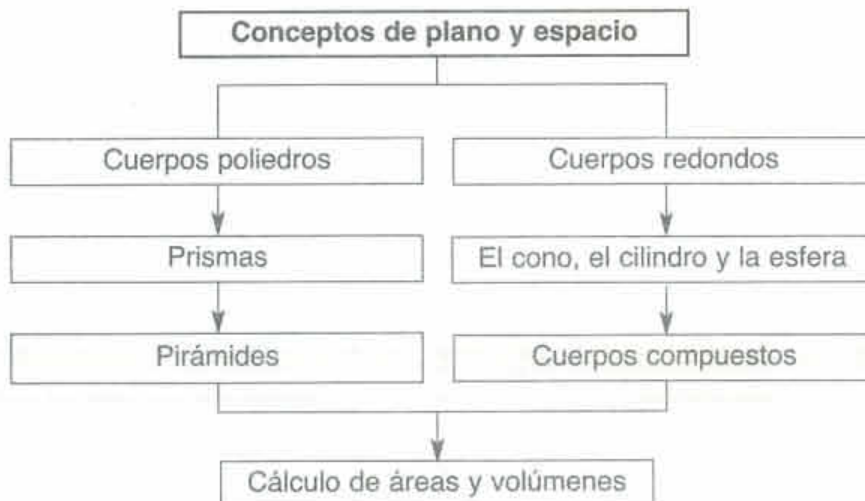 Conceptos de plano y espacio
Cuerpos poliedros
Cuerpos redondos
Prismas
El cono, el cilindro y la esfera
Pirámides
Cuerpos compuestos
Cálculo de áreas y volúmenes